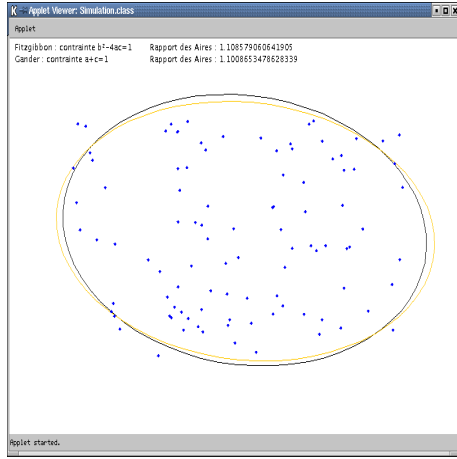 Applet Viewer: Simulation.class
Applet
Fitzgibbon : contrainte b²-4ac=1 Rapport des Aires : 1.108579060641905
Gander : contrainte a+c=1 Rapport des Aires : 1.1008653478628339
Applet started.